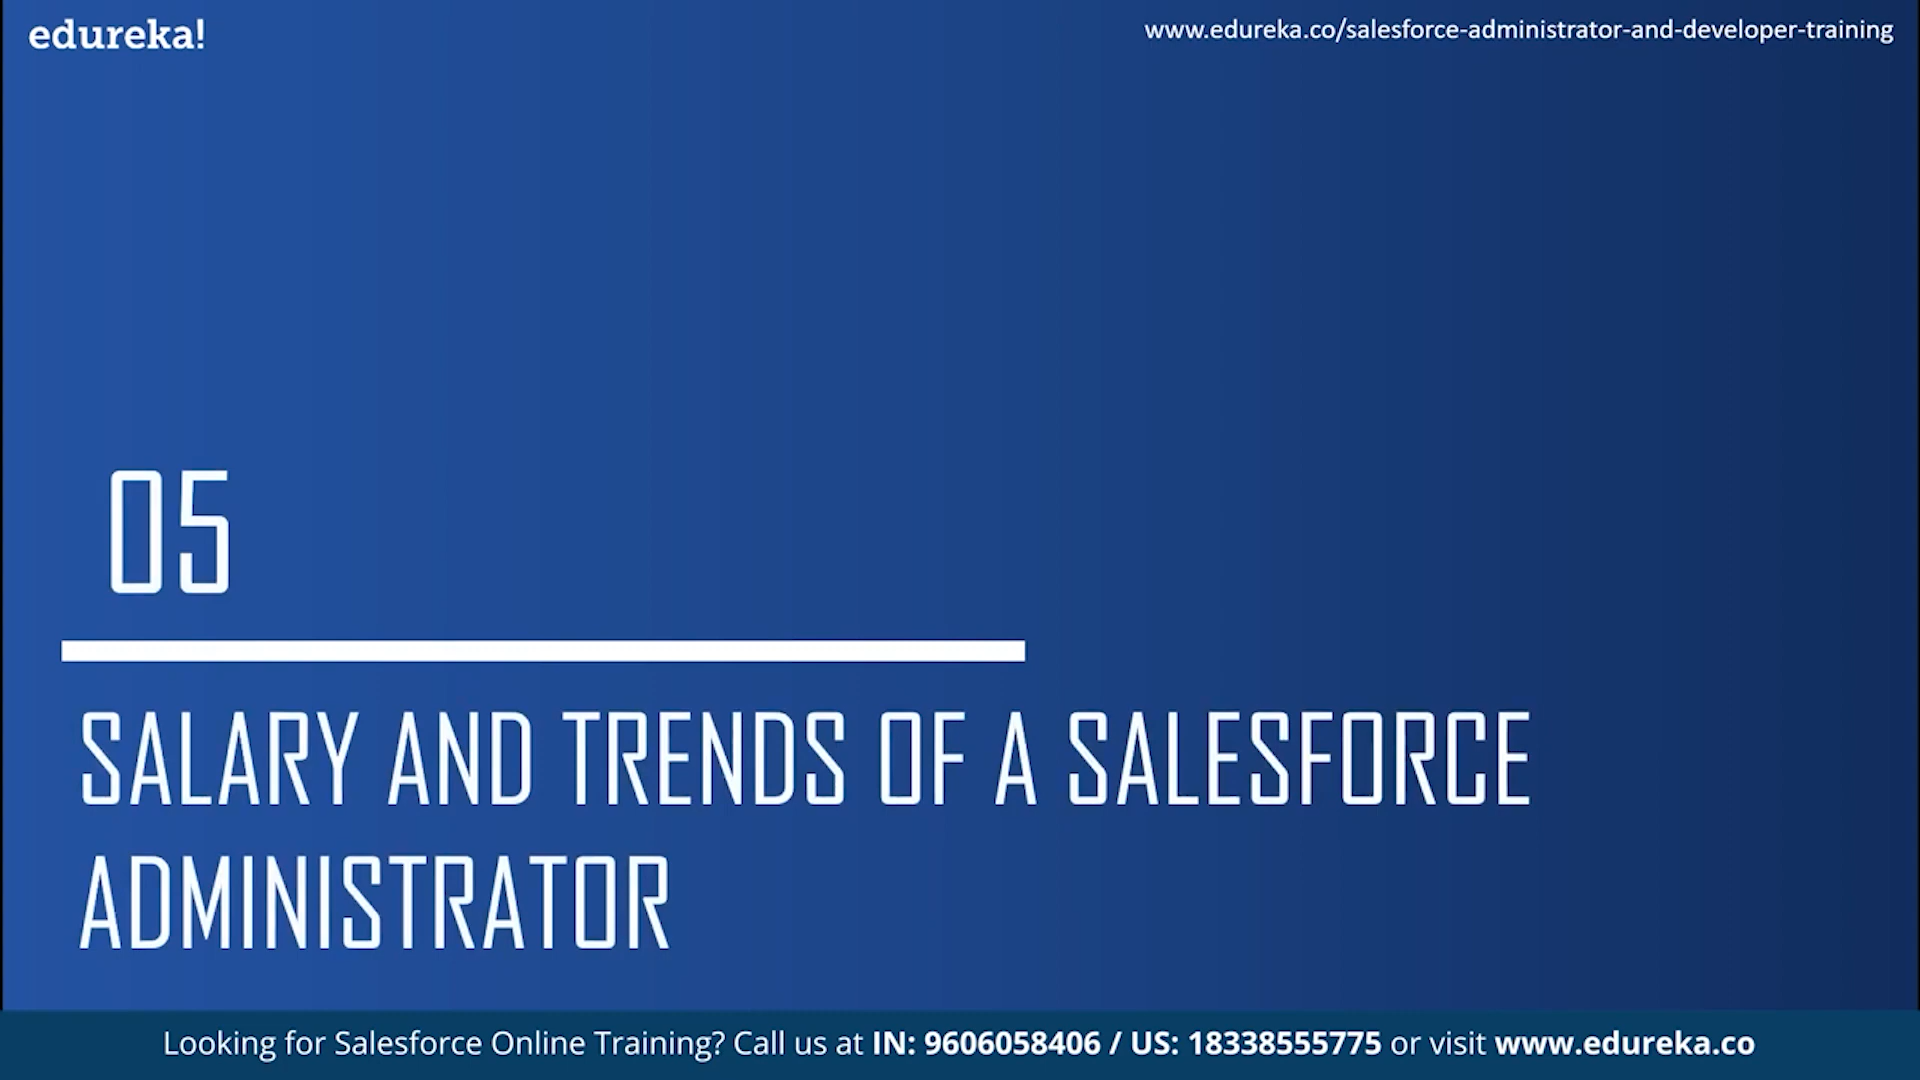 edureka!
www.edureka.co/salesforce-administrator-and-developer-training
05
SALARY AND TRENDS OF A SALESFORCE
ADMINISTRATOR
Looking for Salesforce Online Training? Call us at IN: 9606058406 / US: 18338555775 or visit www.edureka.co